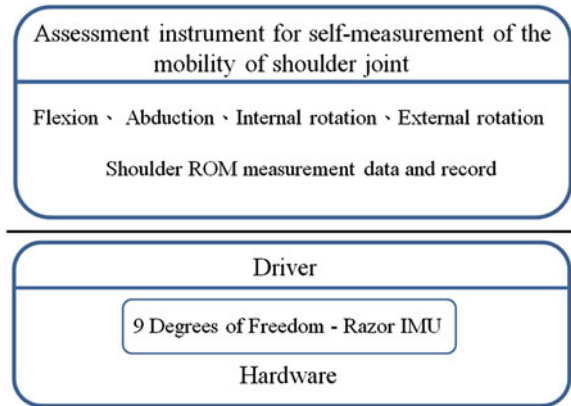 Assessment instrument for self-measurement of the
mobility of shoulder joint
Flexion、Abduction、Internal rotation、External rotation
Shoulder ROM measurement data and record
Driver
9 Degrees of Freedom - Razor IMU
Hardware